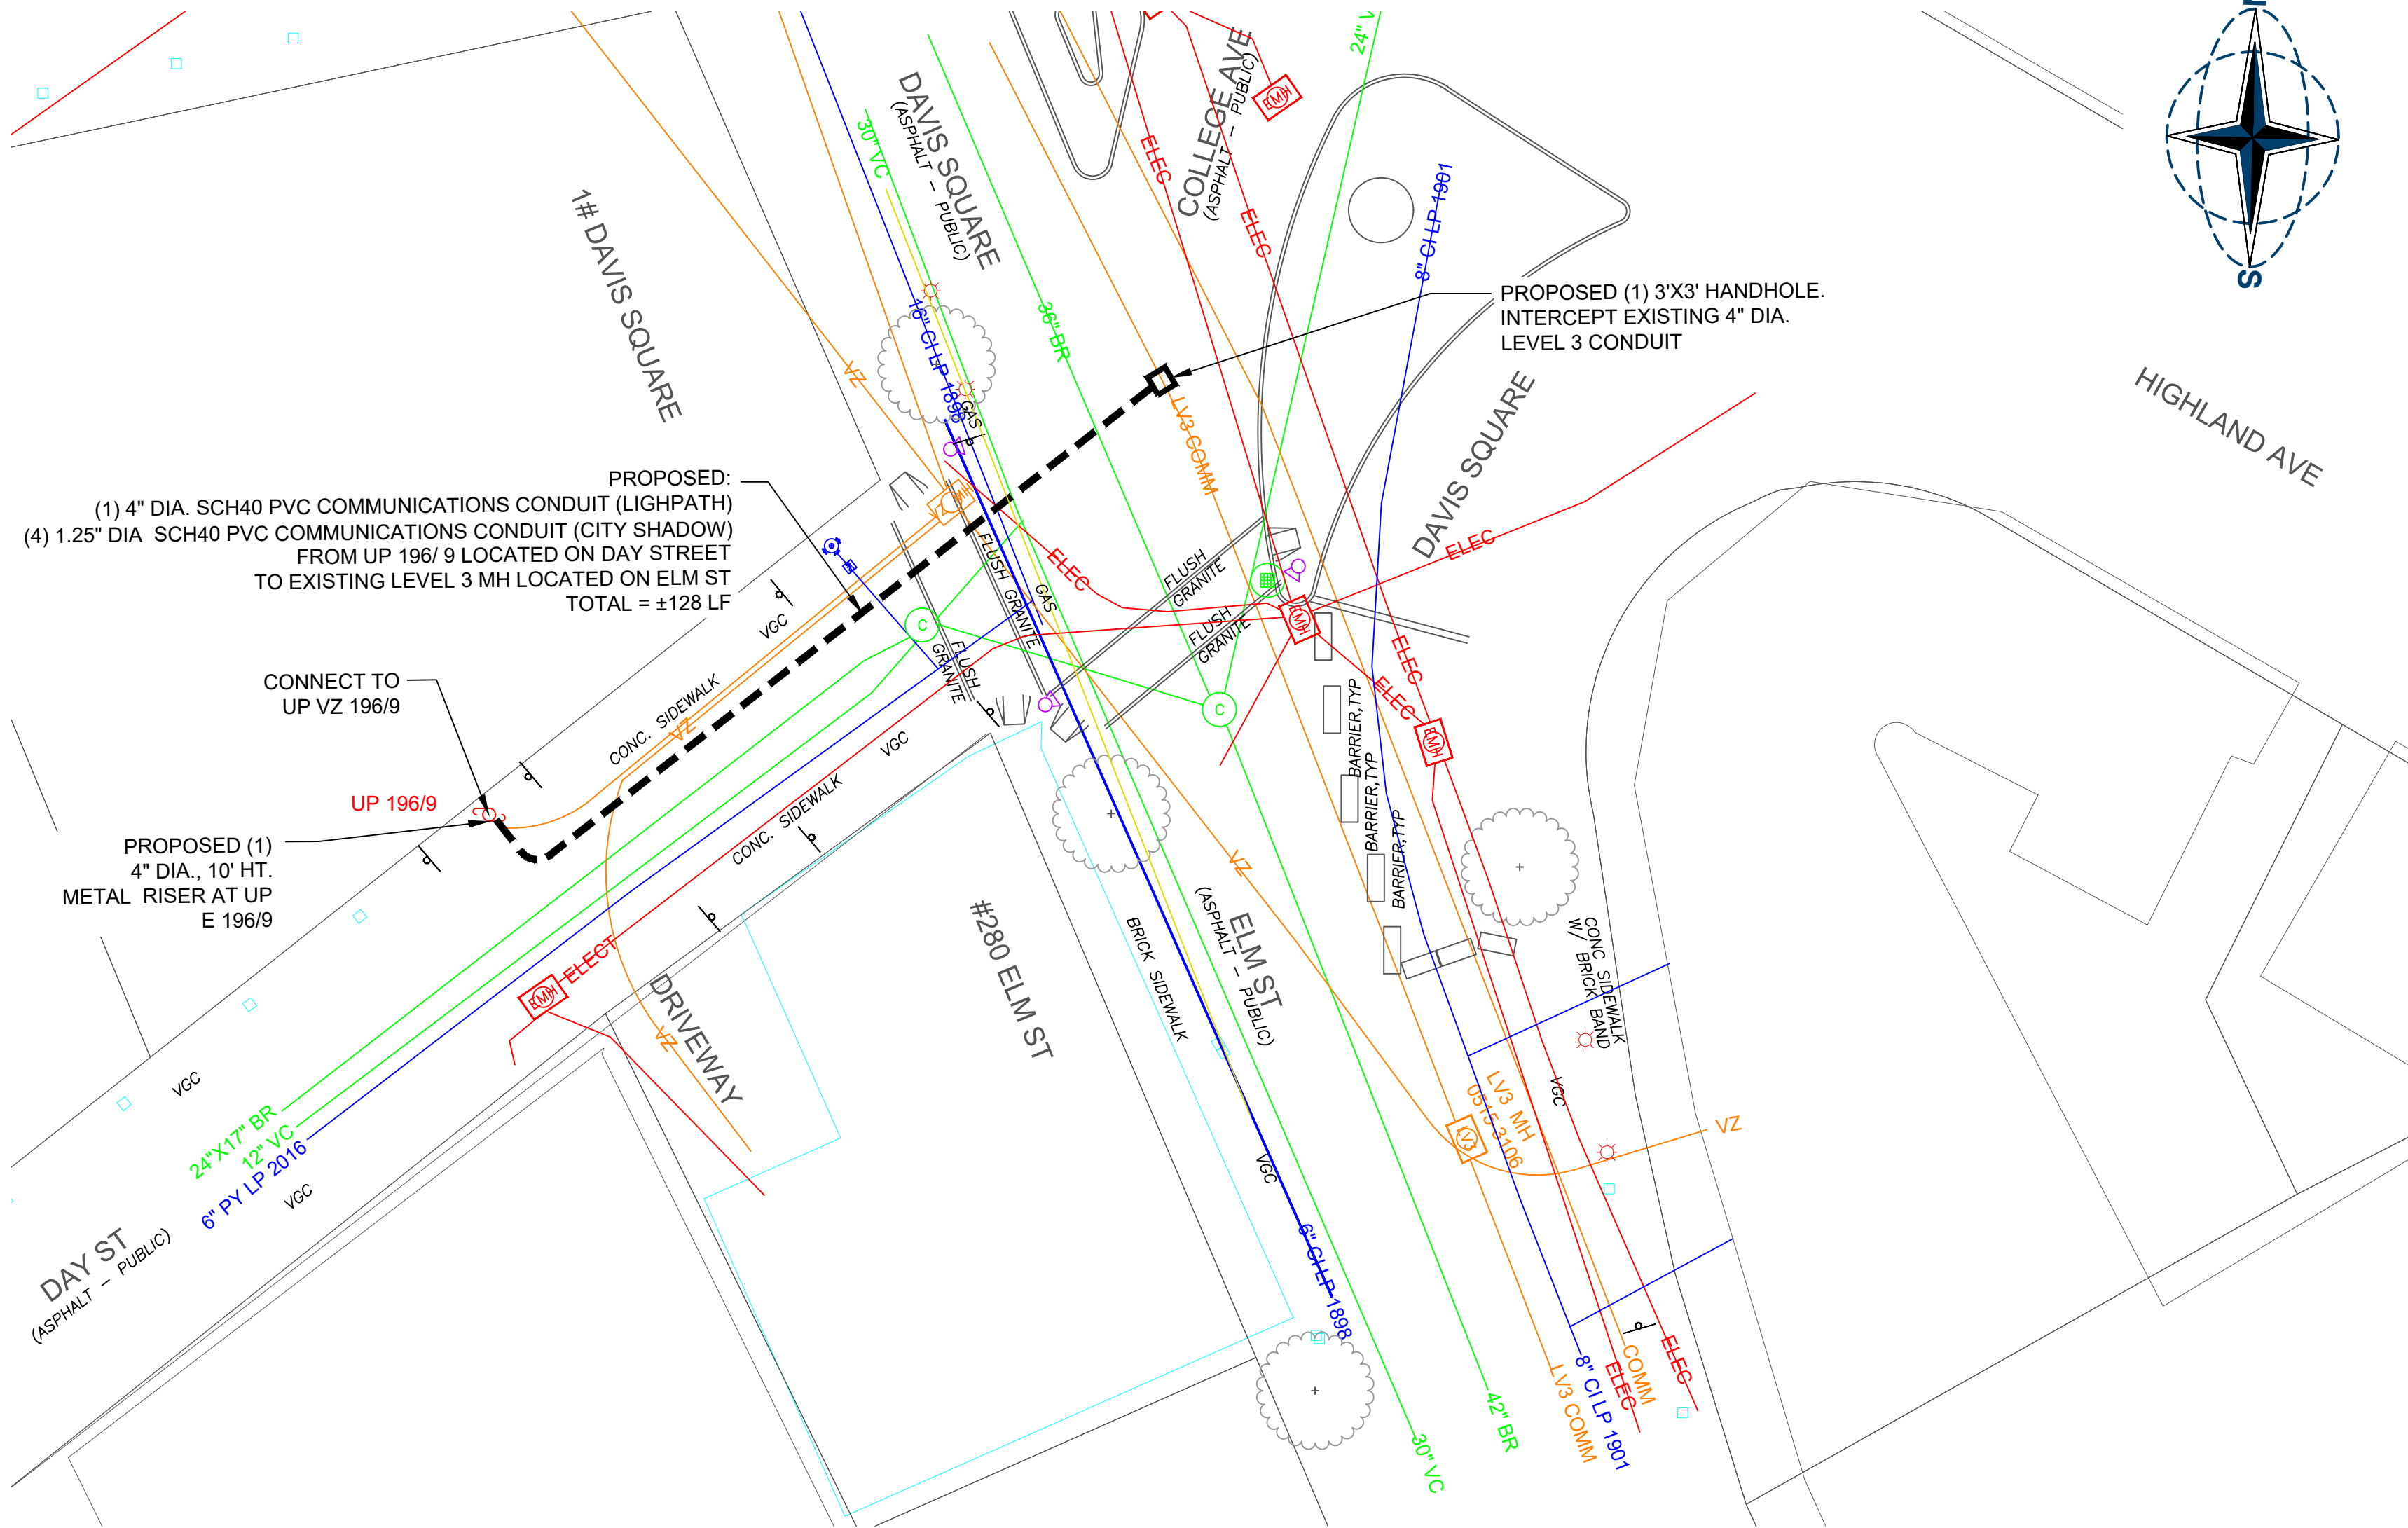 N
S
DAVIS SQUARE
(ASPHALT – PUBLIC)
COLLEGE AVE
(ASPHALT – PUBLIC)
24" V
30" VC
1# DAVIS SQUARE
ELEC
ELEC
8" CI LP 1901
16" CI LP 1898
36" BR
VZ
GAS
PROPOSED (1) 3'X3' HANDHOLE.
INTERCEPT EXISTING 4" DIA.
LEVEL 3 CONDUIT
HIGHLAND AVE
DAVIS SQUARE
LV3 COMM
PROPOSED:
(1) 4" DIA. SCH40 PVC COMMUNICATIONS CONDUIT (LIGHPATH)
(4) 1.25" DIA SCH40 PVC COMMUNICATIONS CONDUIT (CITY SHADOW)
FROM UP 196/ 9 LOCATED ON DAY STREET
TO EXISTING LEVEL 3 MH LOCATED ON ELM ST
TOTAL = ±128 LF
EMH
ELEC
ELEC
FLUSH GRANITE
GAS
FLUSH
GRANITE
FLUSH
GRANITE
FLUSH
GRANITE
VGC
C
C
EMH
ELEC
ELEC
EMH
CONNECT TO
UP VZ 196/9
CONC. SIDEWALK
VZ
VGC
BARRIER,TYP
BARRIER,TYP
BARRIER,TYP
UP 196/9
PROPOSED (1)
4" DIA., 10' HT.
METAL RISER AT UP
E 196/9
CONC. SIDEWALK
VZ
ELECT
EMH
#280 ELM ST
BRICK SIDEWALK
ELM ST
(ASPHALT – PUBLIC)
CONC SIDEWALK
W/ BRICK BAND
DRIVEWAY
VZ
VGC
VGC
LV3 MH
0515-3106
LV3
VZ
24"X17" BR
12" VC
6" PY LP 2016
VGC
VGC
DAY ST
(ASPHALT – PUBLIC)
6" CI LP 1898
30" VC
42" BR
LV3 COMM
8" CI LP 1901
ELEC
COMM
ELEC